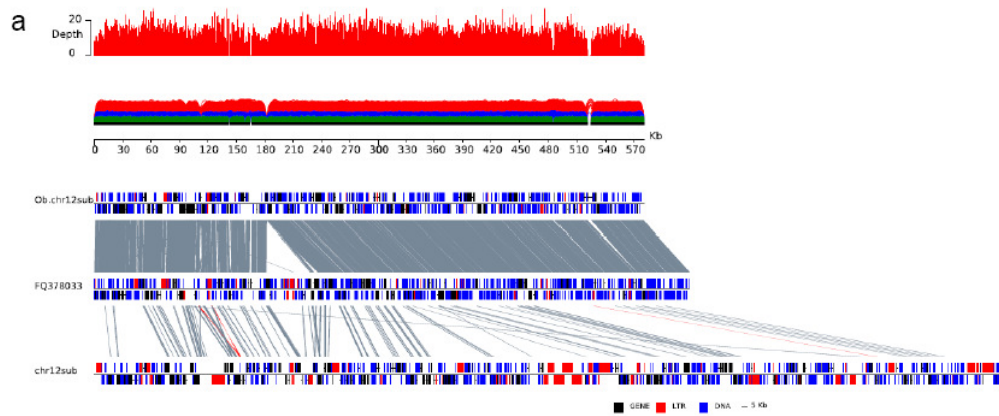 a
20
Depth
0
Kb
0 30 60 90 120 150 180 210 240 270 300 330 360 390 420 450 480 510 540 570
Ob.chr12sub
FQ378033
chr12sub
GENE LTR DNA — 5 Kb